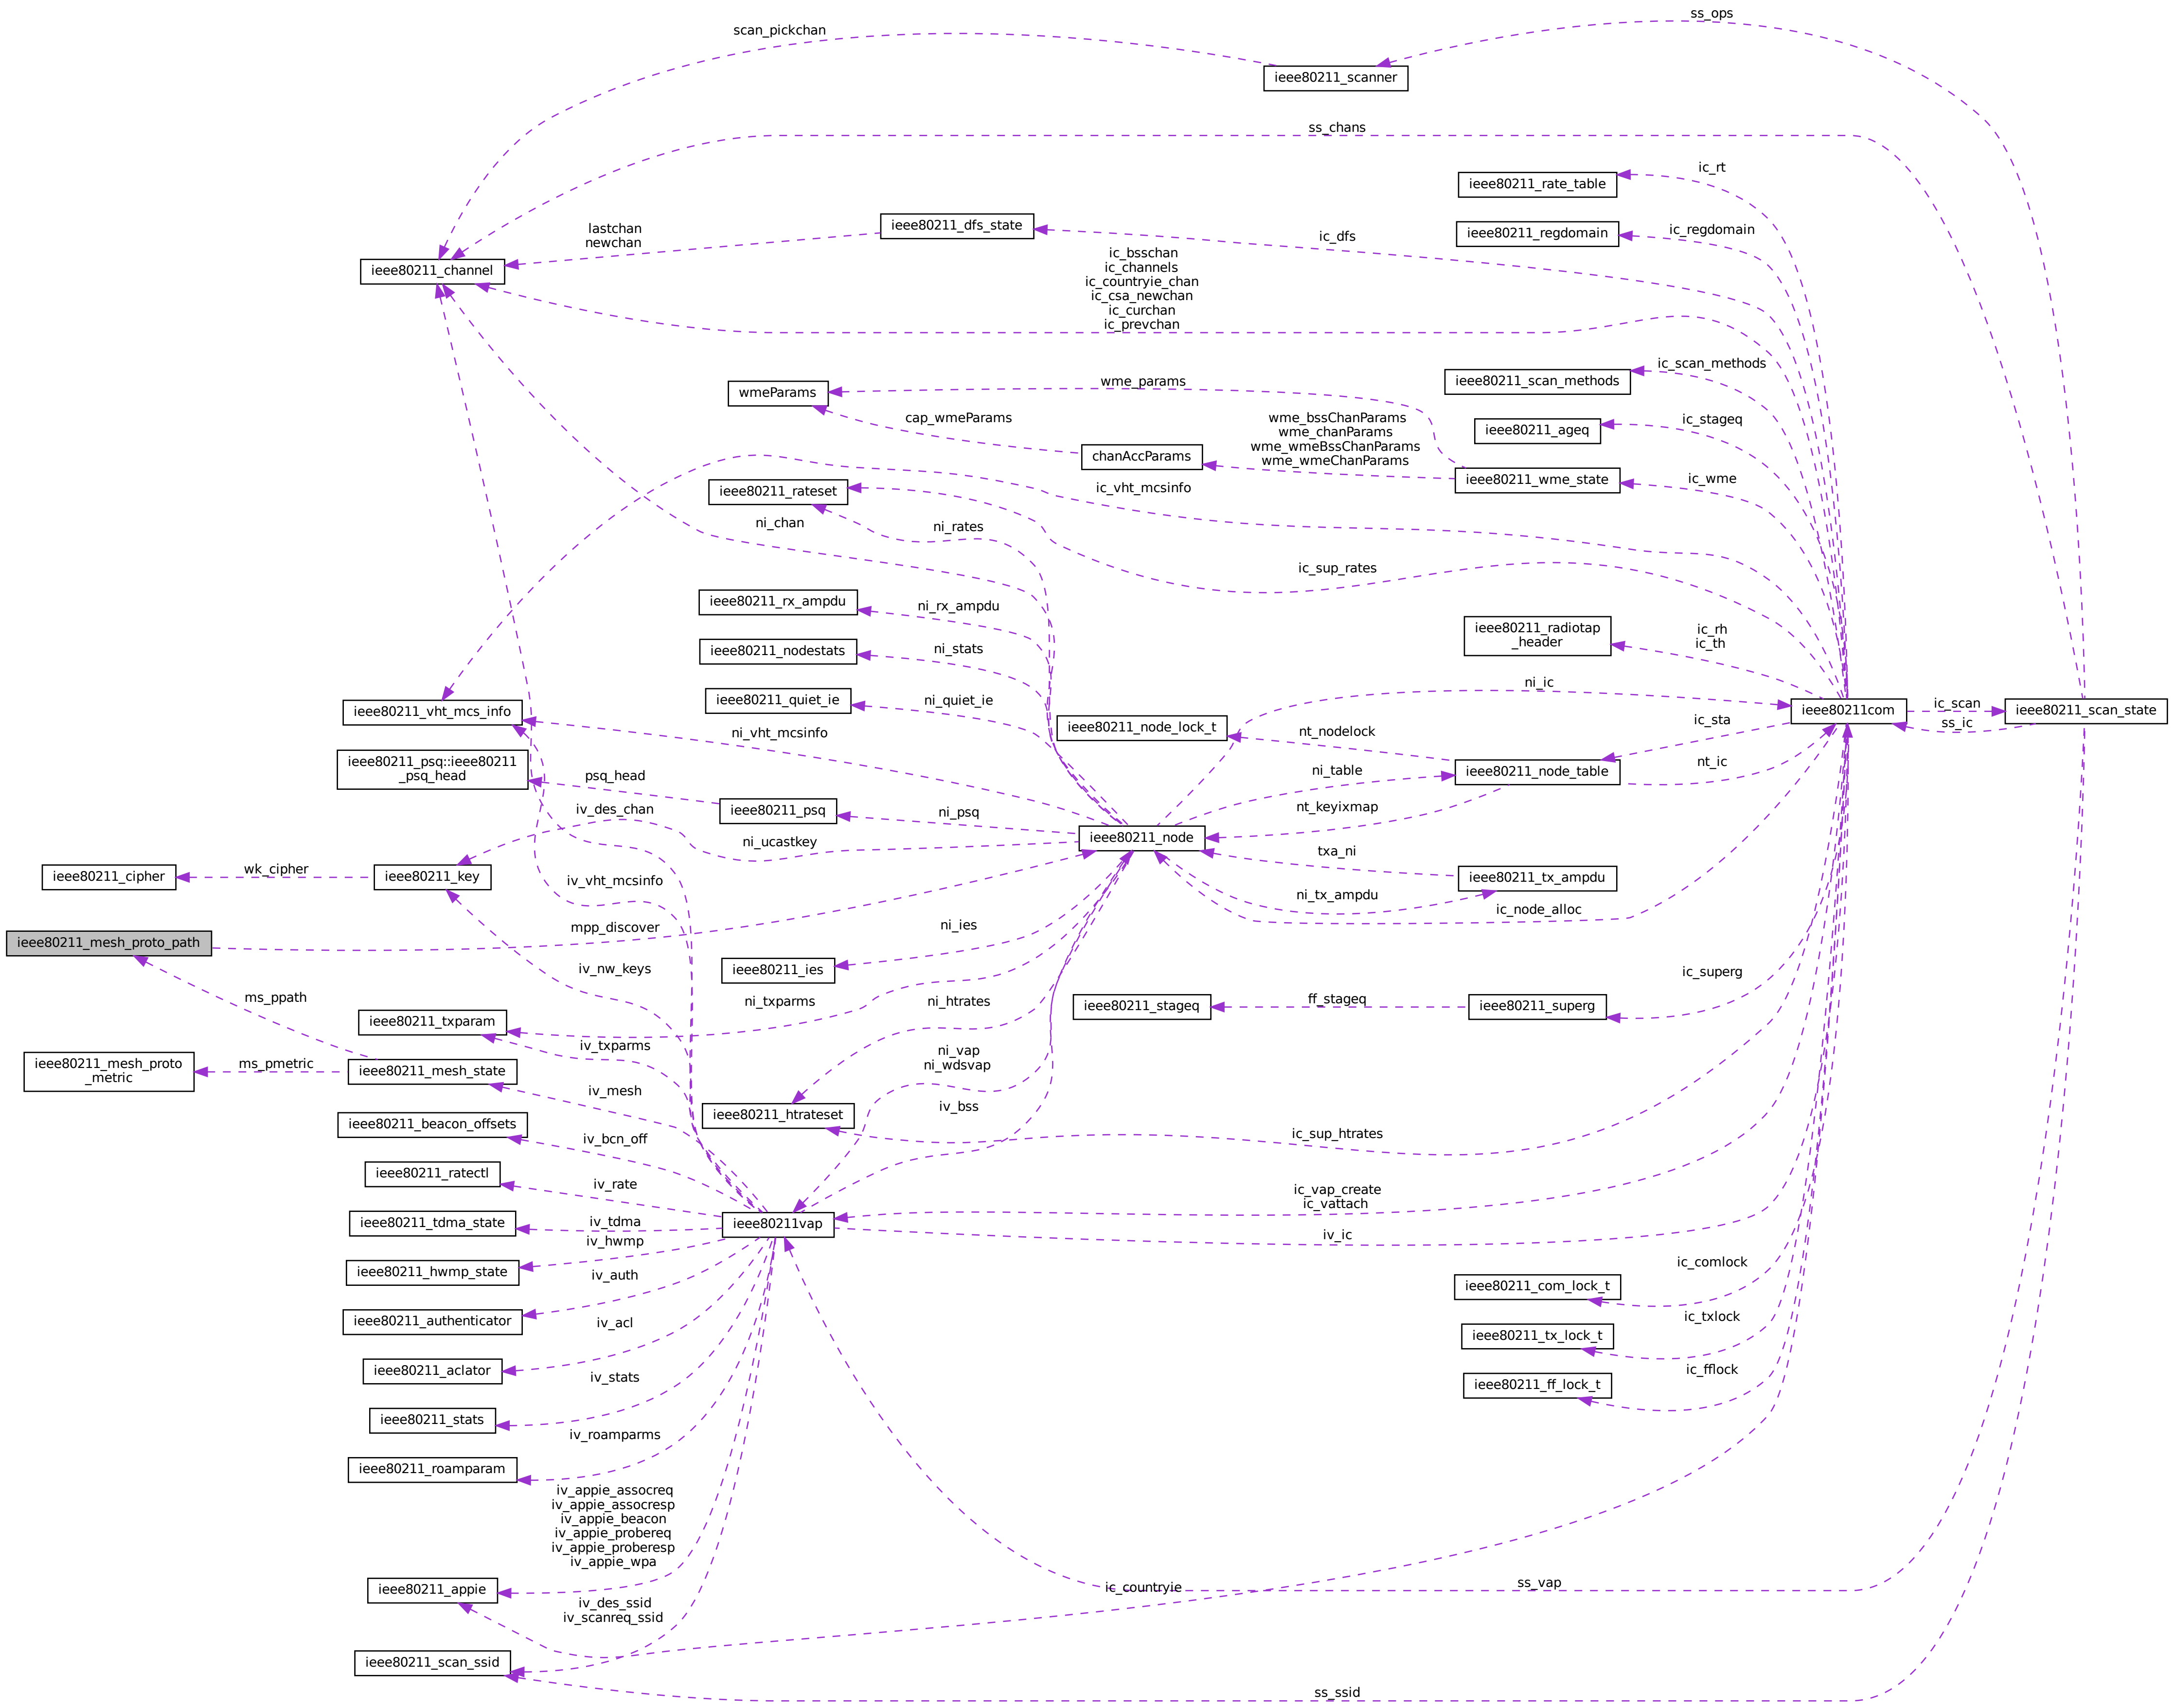 ss_ops
scan_pickchan
ieee80211_scanner
ss_chans
ic_rt
ieee80211_rate_table
ieee80211_dfs_state
lastchan
newchan
ic_regdomain
ieee80211_regdomain
ic_dfs
ieee80211_channel
ic_bsschan
ic_channels
ic_countryie_chan
ic_csa_newchan
ic_curchan
ic_prevchan
ic_scan_methods
ieee80211_scan_methods
wme_params
wmeParams
cap_wmeParams
wme_bssChanParams
wme_chanParams
wme_wmeBssChanParams
wme_wmeChanParams
ic_stageq
ieee80211_ageq
chanAccParams
ieee80211_wme_state
ic_wme
ieee80211_rateset
ic_vht_mcsinfo
ni_chan
ni_rates
ic_sup_rates
ieee80211_rx_ampdu
ni_rx_ampdu
ieee80211_radiotap
_header
ic_rh
ic_th
ieee80211_nodestats
ni_stats
ni_ic
ieee80211_quiet_ie
ni_quiet_ie
ieee80211_vht_mcs_info
ieee80211_node_lock_t
ieee80211com
ic_scan
ss_ic
ieee80211_scan_state
ic_sta
ni_vht_mcsinfo
nt_nodelock
ieee80211_psq::ieee80211
_psq_head
psq_head
ni_table
ieee80211_node_table
nt_ic
iv_des_chan
ieee80211_psq
ni_psq
nt_keyixmap
ieee80211_node
ni_ucastkey
txa_ni
ieee80211_cipher
wk_cipher
ieee80211_key
iv_vht_mcsinfo
ieee80211_tx_ampdu
ni_tx_ampdu
ic_node_alloc
mpp_discover
ni_ies
ieee80211_mesh_proto_path
iv_nw_keys
ieee80211_ies
ic_superg
ms_ppath
ni_txparms
ni_htrates
ieee80211_stageq
ff_stageq
ieee80211_superg
ieee80211_txparam
iv_txparms
ni_vap
ni_wdsvap
ieee80211_mesh_proto
_metric
ms_pmetric
ieee80211_mesh_state
iv_mesh
iv_bss
ieee80211_htrateset
ieee80211_beacon_offsets
iv_bcn_off
ic_sup_htrates
ieee80211_ratectl
iv_rate
ic_vap_create
ic_vattach
ieee80211_tdma_state
iv_tdma
ieee80211vap
iv_hwmp
iv_ic
ieee80211_hwmp_state
iv_auth
ic_comlock
ieee80211_com_lock_t
ieee80211_authenticator
iv_acl
ic_txlock
ieee80211_tx_lock_t
ieee80211_aclator
iv_stats
ic_fflock
ieee80211_ff_lock_t
ieee80211_stats
iv_roamparms
ieee80211_roamparam
iv_appie_assocreq
iv_appie_assocresp
iv_appie_beacon
iv_appie_probereq
iv_appie_proberesp
iv_appie_wpa
ieee80211_appie
ic_countryie
ss_vap
iv_des_ssid
iv_scanreq_ssid
ieee80211_scan_ssid
ss_ssid